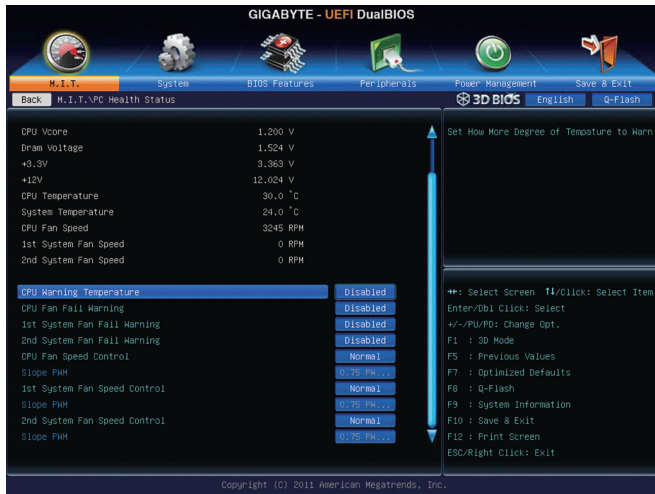 GIGABYTE - UEFI DualBIOS
M.I.T. System BIOS Features Peripherals Power Management Save & Exit
Back M.I.T.\PC Health Status 3D BIOS English Q-Flash
CPU Vcore 1.200 V
Dram Voltage 1.524 V
+3.3V 3.363 V
+12V 12.024 V
CPU Temperature 30.0 °C
System Temperature 24.0 °C
CPU Fan Speed 3245 RPM
1st System Fan Speed 0 RPM
2nd System Fan Speed 0 RPM
CPU Warning Temperature Disabled
CPU Fan Fail Warning Disabled
1st System Fan Fail Warning Disabled
2nd System Fan Fail Warning Disabled
CPU Fan Speed Control Normal
Slope PWM 0.75 PW...
1st System Fan Speed Control Normal
Slope PWM 0.75 PW...
2nd System Fan Speed Control Normal
Slope PWM 0.75 PW...
Set How More Degree of Tempature to Warn
→←: Select Screen ↑↓/Click: Select Item
Enter/Dbl Click: Select
+/-/PU/PD: Change Opt.
F1 : 3D Mode
F5 : Previous Values
F7 : Optimized Defaults
F8 : Q-Flash
F9 : System Information
F10 : Save & Exit
F12 : Print Screen
ESC/Right Click: Exit
Copyright (C) 2011 American Megatrends, Inc.